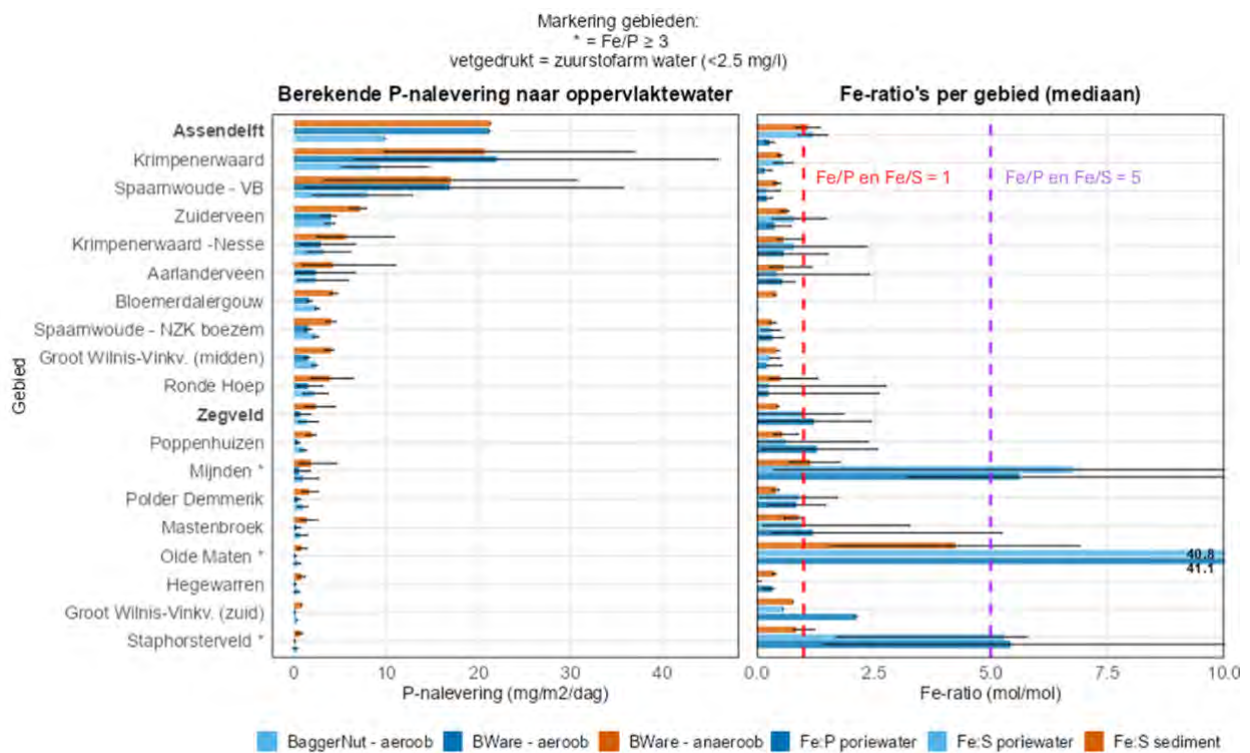 Markering gebieden:
* = Fe/P ≥ 3
vetgedrukt = zuurstofarm water (<2.5 mg/l)
Berekende P-nalevering naar oppervlaktewater
Fe-ratio's per gebied (mediaan)
Gebied
Assendelft
Krimpenerwaard
Spaarnwoude - VB
Zuiderveen
Krimpenerwaard -Nesse
Aarlanderveen
Bloemerdalergouw
Spaarnwoude - NZK boezem
Groot Wilnis-Vinkv. (midden)
Ronde Hoep
Zegveld
Poppenhuizen
Mijnden *
Polder Demmerik
Mastenbroek
Olde Maten *
Hegewarren
Groot Wilnis-Vinkv. (zuid)
Staphorsterveld *
Fe/P en Fe/S = 1
Fe/P en Fe/S = 5
40.8
41.1
0 10 20 30 40
0.0 2.5 5.0 7.5 10.0
P-nalevering (mg/m2/dag)
Fe-ratio (mol/mol)
BaggerNut - aeroob BWare - aeroob BWare - anaeroob Fe:P poriewater Fe:S poriewater Fe:S sediment